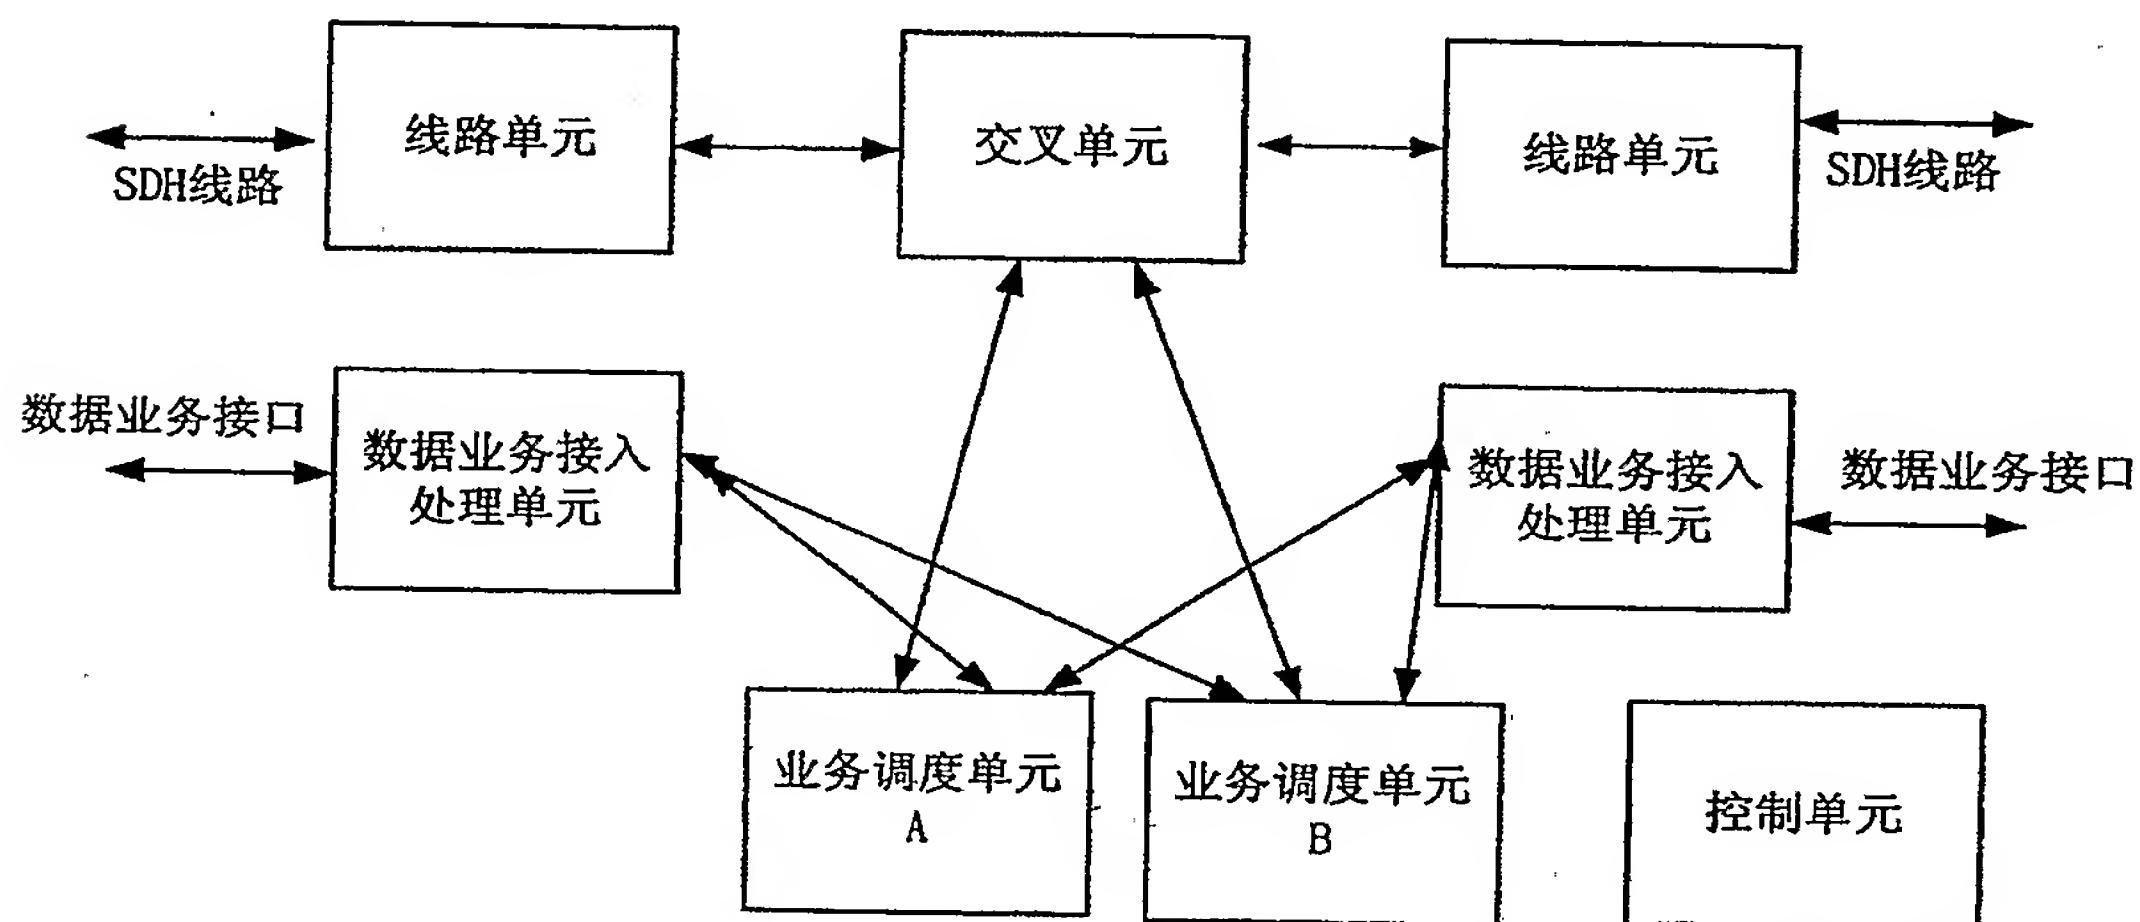 线路单元
交叉单元
线路单元
SDH线路
SDH线路
数据业务接口
数据业务接入
处理单元
数据业务接入
处理单元
数据业务接口
业务调度单元
A
业务调度单元
B
控制单元